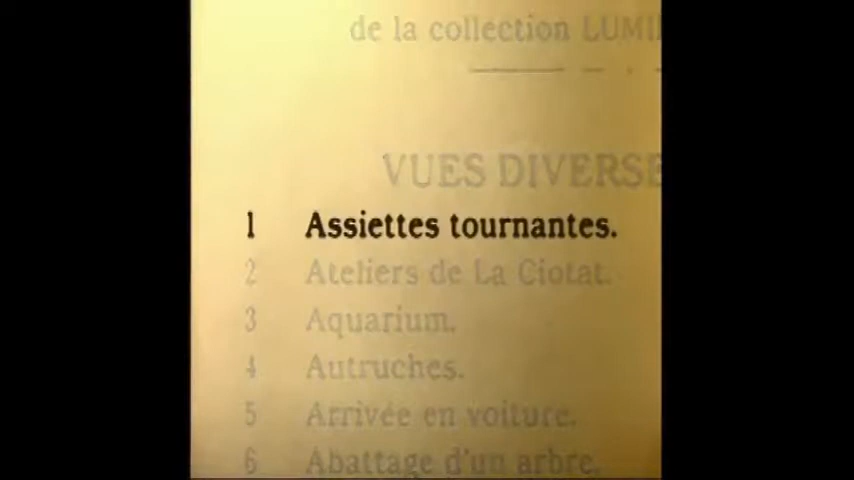 de la collection
VUES DIVERSE
1 Assiettes tournantes.
2 Ateliers de La Ciotat.
3 Aquarium.
4 Autruches.
5 Arrivée en voiture.
6 Abattage d'un arbre.